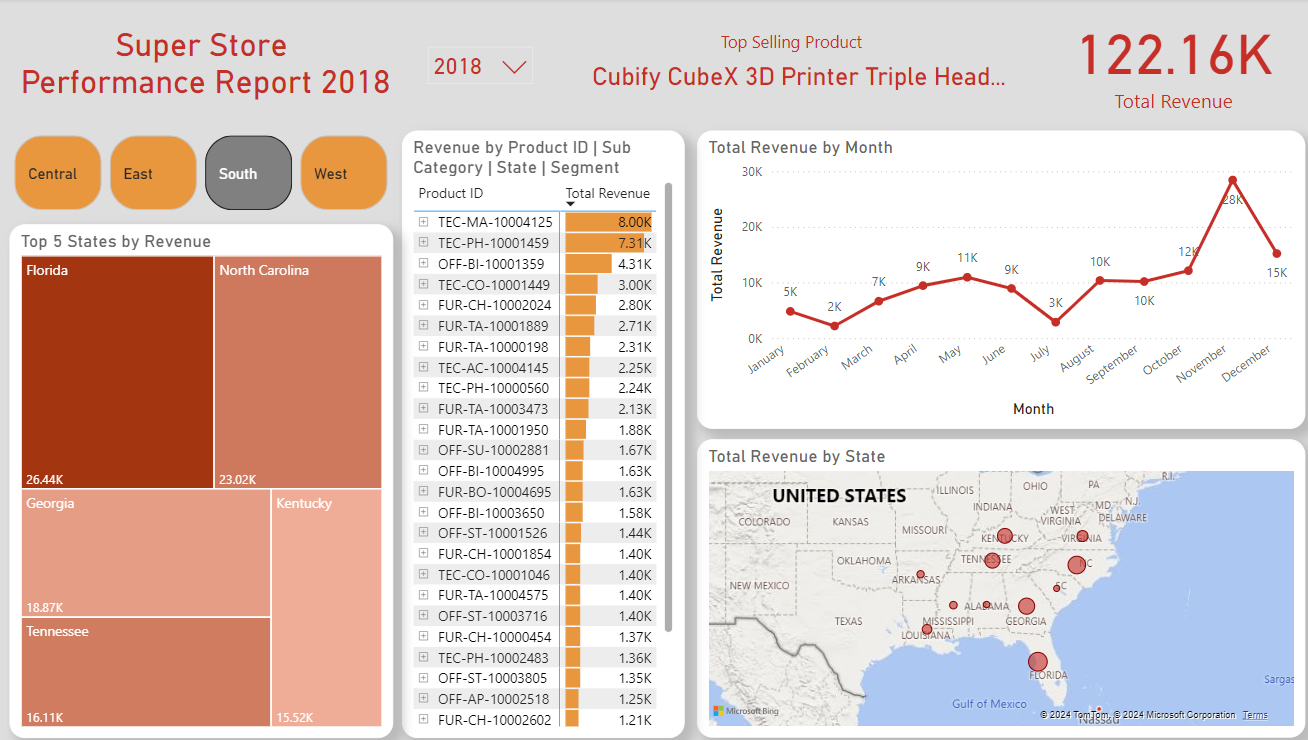 Super Store
Performance Report 2018
2018
Top Selling Product
Cubify CubeX 3D Printer Triple Head...
122.16K
Total Revenue
Central
East
South
West
Top 5 States by Revenue
Florida
26.44K
North Carolina
23.02K
Georgia
18.87K
Kentucky
15.52K
Tennessee
16.11K
Revenue by Product ID | Sub
Category | State | Segment
Product ID Total Revenue
TEC-MA-10004125 8.00K
TEC-PH-10001459 7.31K
OFF-BI-10001359 4.31K
TEC-CO-10001449 3.00K
FUR-CH-10002024 2.80K
FUR-TA-10001889 2.71K
FUR-TA-10000198 2.31K
TEC-AC-10004145 2.25K
TEC-PH-10000560 2.24K
FUR-TA-10003473 2.13K
FUR-TA-10001950 1.88K
OFF-SU-10002881 1.67K
OFF-BI-10004995 1.63K
FUR-BO-10004695 1.63K
OFF-BI-10003650 1.58K
OFF-ST-10001526 1.44K
FUR-CH-10001854 1.40K
TEC-CO-10001046 1.40K
FUR-TA-10004575 1.40K
OFF-ST-10003716 1.40K
FUR-CH-10000454 1.37K
TEC-PH-10002483 1.36K
OFF-ST-10003805 1.35K
OFF-AP-10002518 1.25K
FUR-CH-10002602 1.21K
Total Revenue by Month
Total Revenue
30K
20K
10K
0K
5K
2K
7K
9K
11K
9K
3K
10K
10K
12K
28K
15K
January
February
March
April
May
June
July
August
September
October
November
December
Month
Total Revenue by State
UNITED STATES
ILLINOIS
OHIO
PA
R.I.
INDIANA
MD
N.J.
COLORADO
KANSAS
MISSOURI
WEST
VIRGINIA
DELAWARE
KENTUCKY
VIRGINIA
OKLAHOMA
TENNESSEE
NC
NEW MEXICO
ARKANSAS
SC
TEXAS
MISSISSIPPI
ALABAMA
GEORGIA
LOUISIANA
FLORIDA
Gulf of Mexico
Sargas
Nassau
Microsoft Bing
© 2024 TomTom, © 2024 Microsoft Corporation Terms